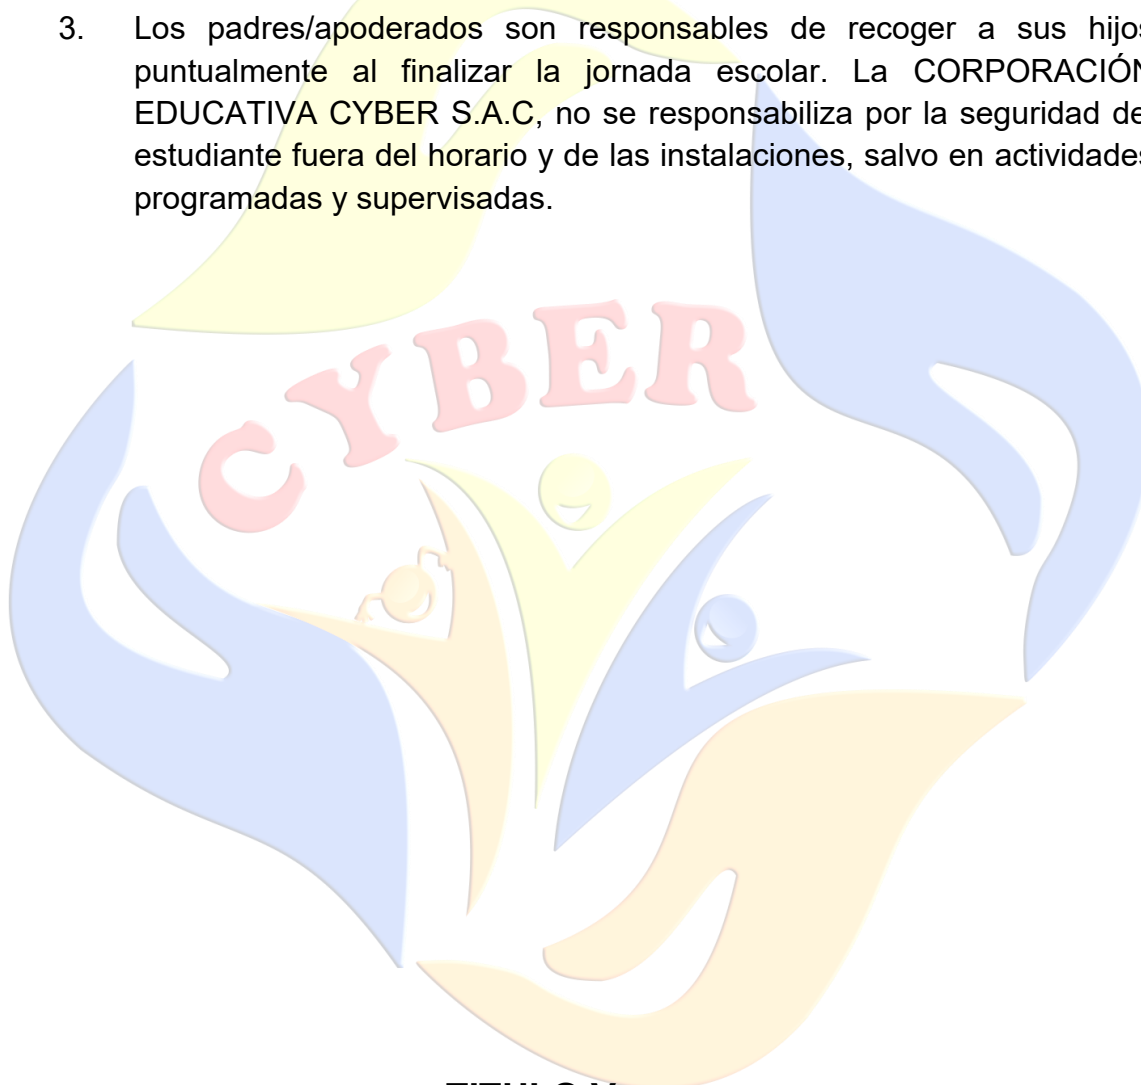 3. Los padres/apoderados son responsables de recoger a sus hijos
puntualmente al finalizar la jornada escolar. La CORPORACIÓN
EDUCATIVA CYBER S.A.C, no se responsabiliza por la seguridad de
estudiante fuera del horario y de las instalaciones, salvo en actividades
programadas y supervisadas.
CYBER